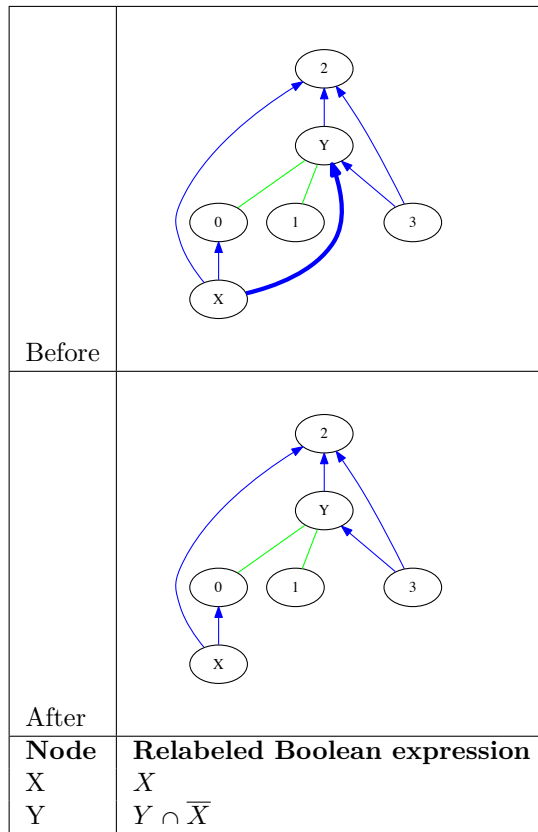 2
Y
0 1 3
X
Before
2
Y
0 1 3
X
After
Node Relabeled Boolean expression
X X
Y Y ∩ X̅